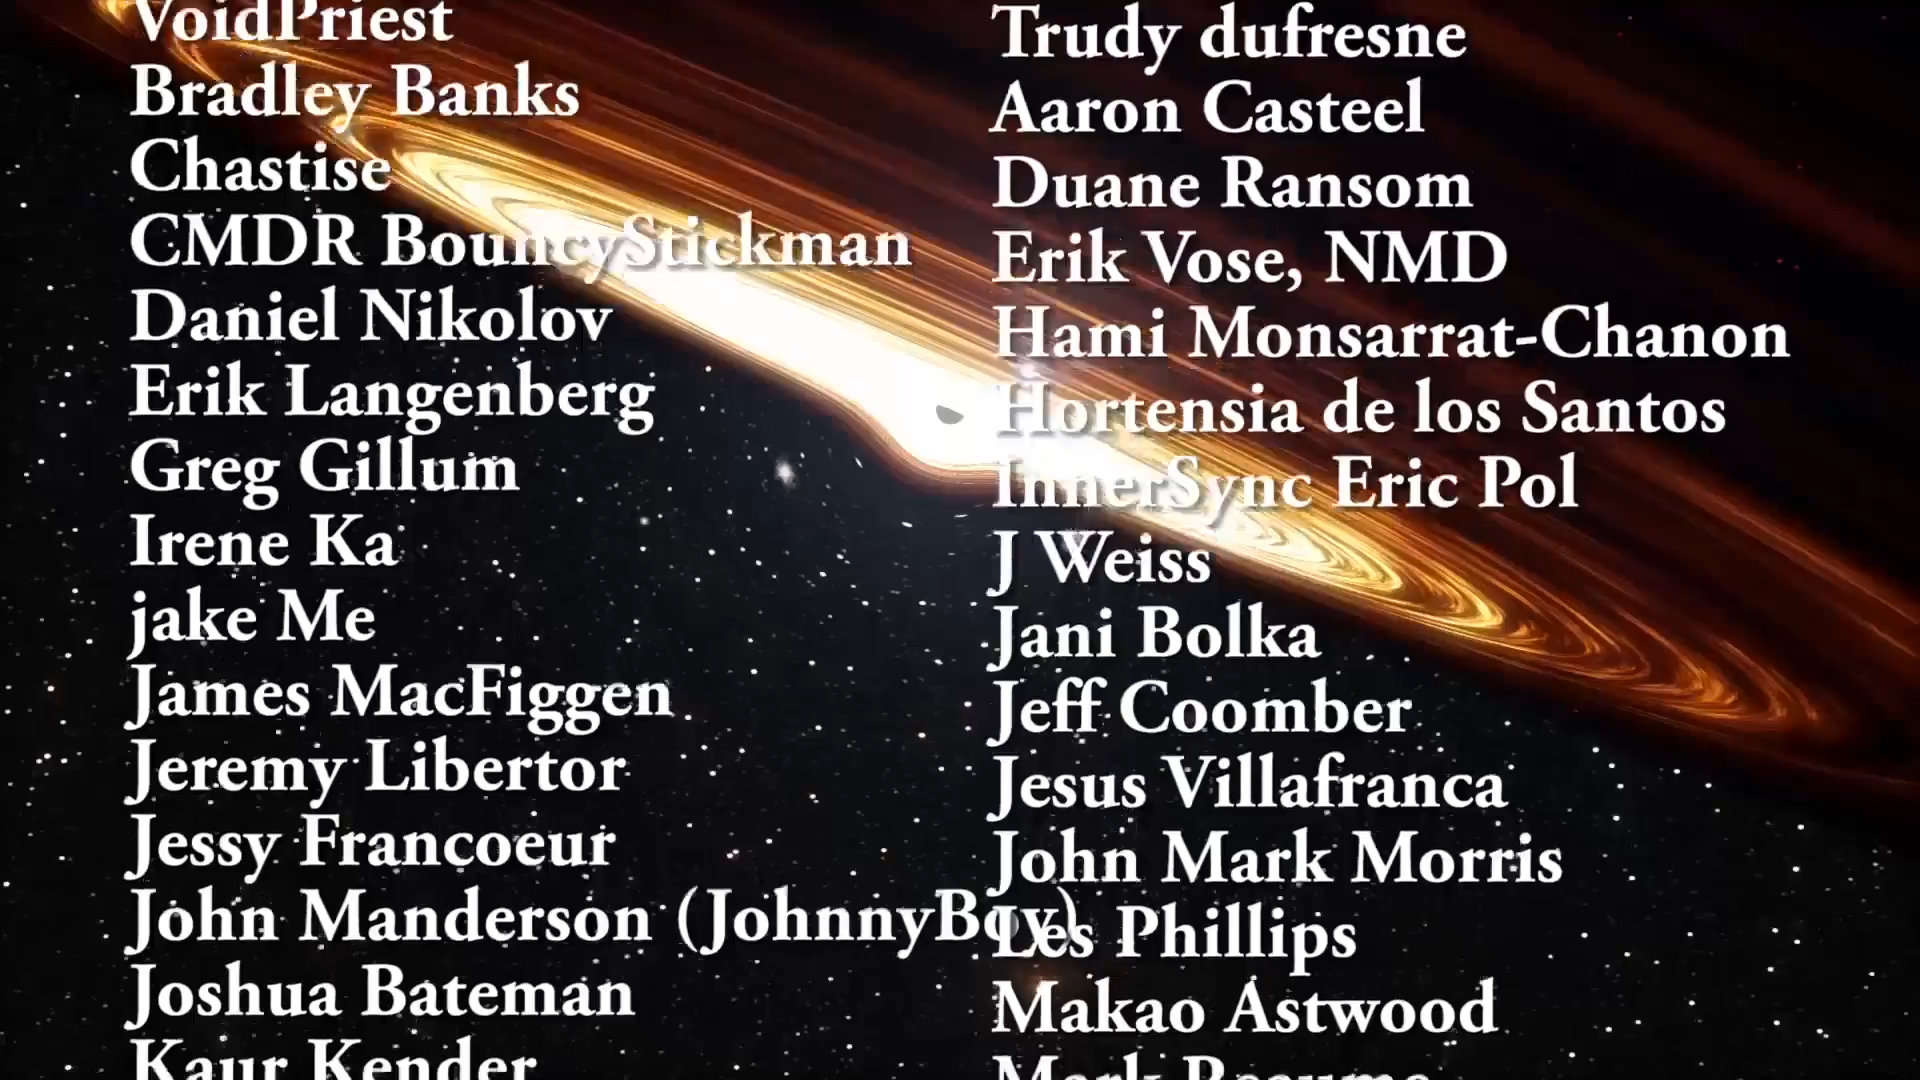 VoidPriest
Bradley Banks
Chastise
CMDR BouncyStickman
Daniel Nikolov
Erik Langenberg
Greg Gillum
Irene Ka
jake Me
James MacFiggen
Jeremy Libertor
Jessy Francoeur
John Manderson (JohnnyBoy)
Joshua Bateman
Kaur Kender
Trudy dufresne
Aaron Casteel
Duane Ransom
Erik Vose, NMD
Hami Monsarrat-Chanon
Hortensia de los Santos
InnerSync Eric Pol
J Weiss
Jani Bolka
Jeff Coomber
Jesus Villafranca
John Mark Morris
Les Phillips
Makao Astwood
Mark